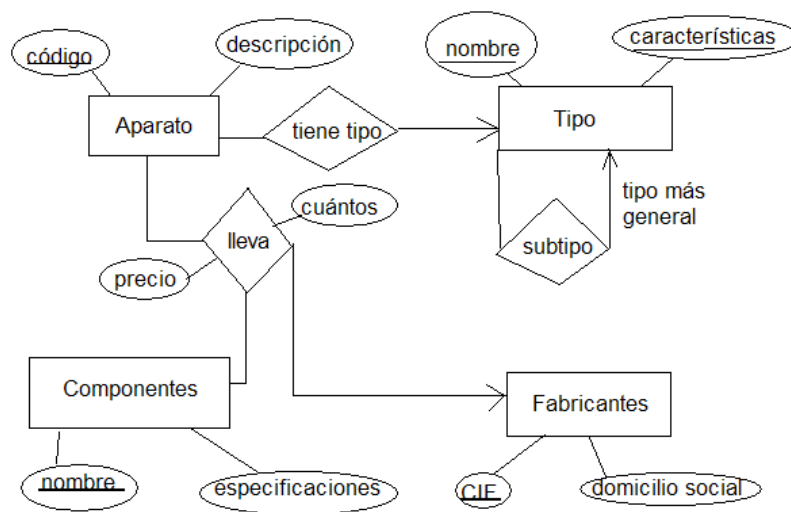 código
descripción
nombre
características
Aparato
tiene tipo
Tipo
tipo más
general
subtipo
cuántos
lleva
precio
Componentes
Fabricantes
nombre
especificaciones
CIF
domicilio social